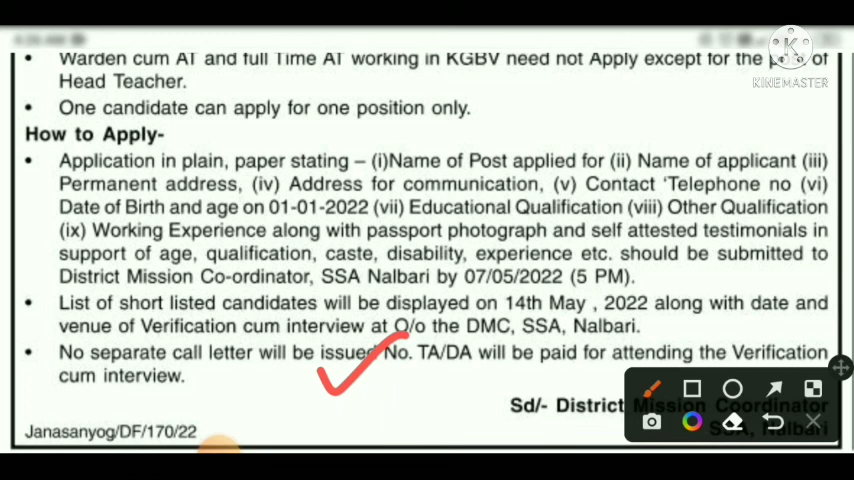 K
KINEMASTER
Warden cum AT and full Time AT working in KGBV need not Apply except for the post of
Head Teacher.
• One candidate can apply for one position only.
How to Apply-
• Application in plain, paper stating – (i)Name of Post applied for (ii) Name of applicant (iii)
Permanent address, (iv) Address for communication, (v) Contact ‘Telephone no (vi)
Date of Birth and age on 01-01-2022 (vii) Educational Qualification (viii) Other Qualification
(ix) Working Experience along with passport photograph and self attested testimonials in
support of age, qualification, caste, disability, experience etc. should be submitted to
District Mission Co-ordinator, SSA Nalbari by 07/05/2022 (5 PM).
• List of short listed candidates will be displayed on 14th May , 2022 along with date and
venue of Verification cum interview at O/o the DMC, SSA, Nalbari.
• No separate call letter will be issued No. TA/DA will be paid for attending the Verification
cum interview.
Sd/- District Mission Coordinator
SSA, Nalbari
Janasanyog/DF/170/22